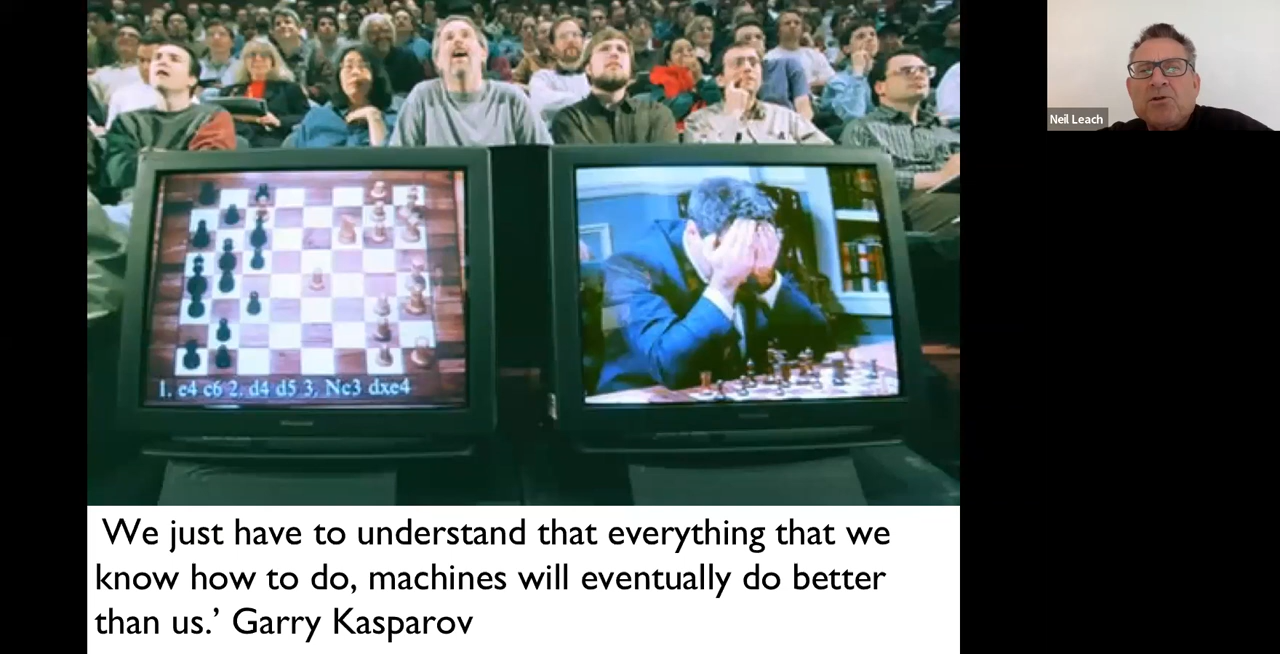 Neil Leach
1. e4 c6 2. d4 d5 3. Nc3 dxe4
‘We just have to understand that everything that we
know how to do, machines will eventually do better
than us.’ Garry Kasparov